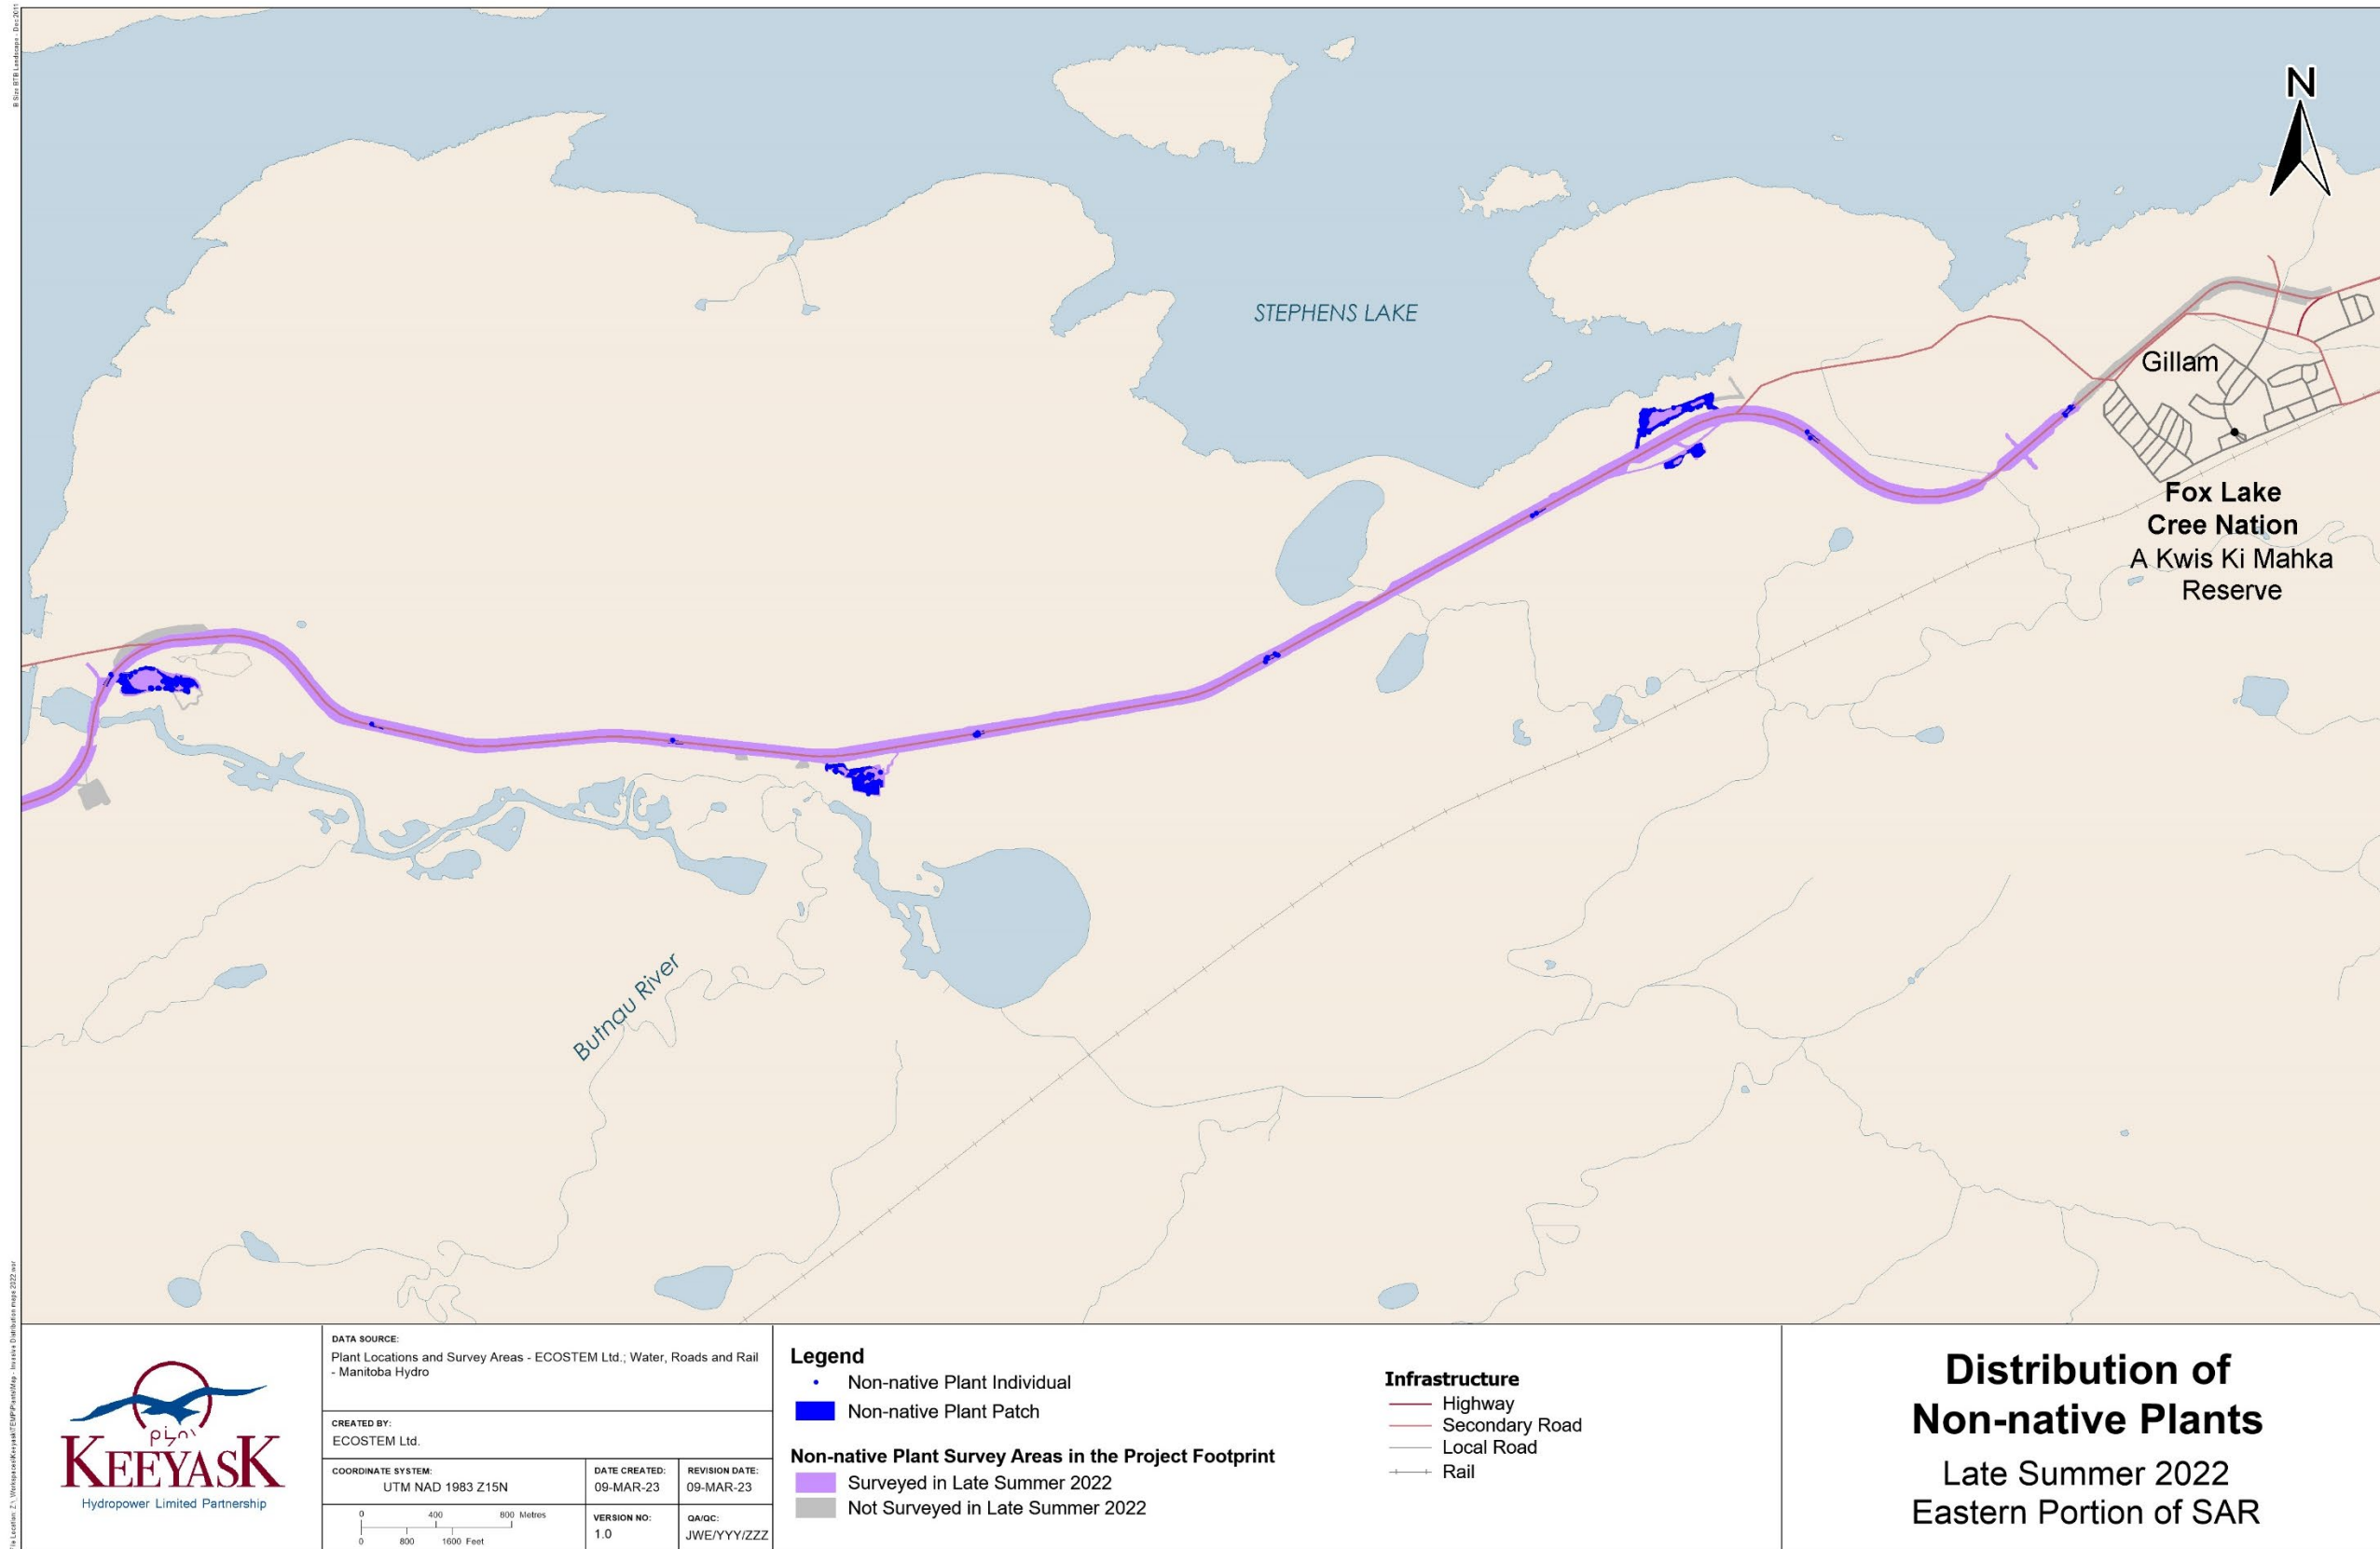 B Size BTB Landscape - Dec 2011
N
STEPHENS LAKE
Gillam
Fox Lake
Cree Nation
A Kwis Ki Mahka
Reserve
Butnau River
KEEYASK
Hydropower Limited Partnership
DATA SOURCE:
Plant Locations and Survey Areas - ECOSTEM Ltd.; Water, Roads and Rail
- Manitoba Hydro
CREATED BY:
ECOSTEM Ltd.
COORDINATE SYSTEM:
UTM NAD 1983 Z15N
DATE CREATED:
09-MAR-23
REVISION DATE:
09-MAR-23
0 400 800 Metres
0 800 1600 Feet
VERSION NO:
1.0
QA/QC:
JWE/YYY/ZZZ
Legend
Non-native Plant Individual
Non-native Plant Patch
Non-native Plant Survey Areas in the Project Footprint
Surveyed in Late Summer 2022
Not Surveyed in Late Summer 2022
Infrastructure
Highway
Secondary Road
Local Road
Rail
Distribution of
Non-native Plants
Late Summer 2022
Eastern Portion of SAR